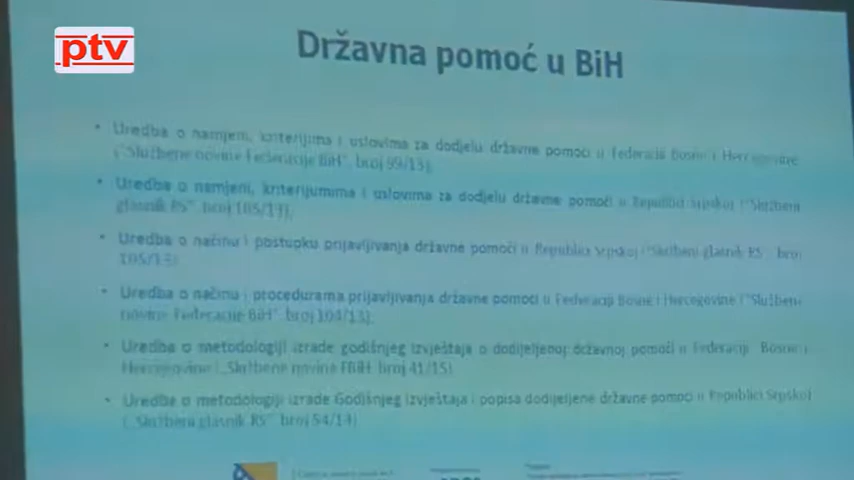 ptv
Državna pomoć u BiH
• Uredba o namjeni, kriterijima i uslovima za dodjelu državne pomoći u Federaciji Bosne i Hercegovine
("Službene novine Federacije BiH", broj 99/13);
• Uredba o namjeni, kriterijumima i uslovima za dodjelu državne pomoći u Republici Srpskoj ("Službeni
glasnik RS", broj 105/13);
• Uredba o načinu i postupku prijavljivanja državne pomoći u Republici Srpskoj ("Službeni glasnik RS", broj
105/13)
• Uredba o načinu i procedurama prijavljivanja državne pomoći u Federaciji Bosne i Hercegovine ("Službene
novine Federacije BiH", broj 104/13);
• Uredba o metodologiji izrade godišnjeg izvještaja o dodijeljenoj državnoj pomoći u Federaciji Bosne i
Hercegovine („Službene novine FBiH, broj 41/15)
• Uredba o metodologiji izrade Godišnjeg izvještaja i popisa dodijeljene državne pomoći u Republici Srpskoj
(„Službeni glasnik RS" broj 54/14)